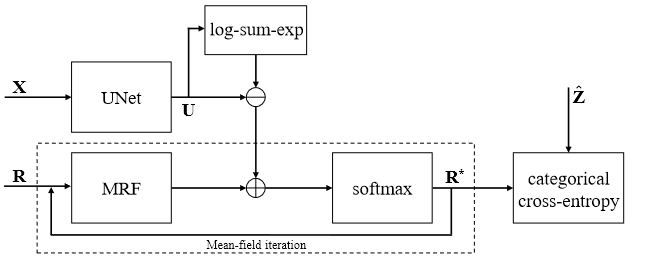 log-sum-exp
X
UNet
U
Ẑ
R
MRF
softmax
R*
categorical
cross-entropy
Mean-field iteration